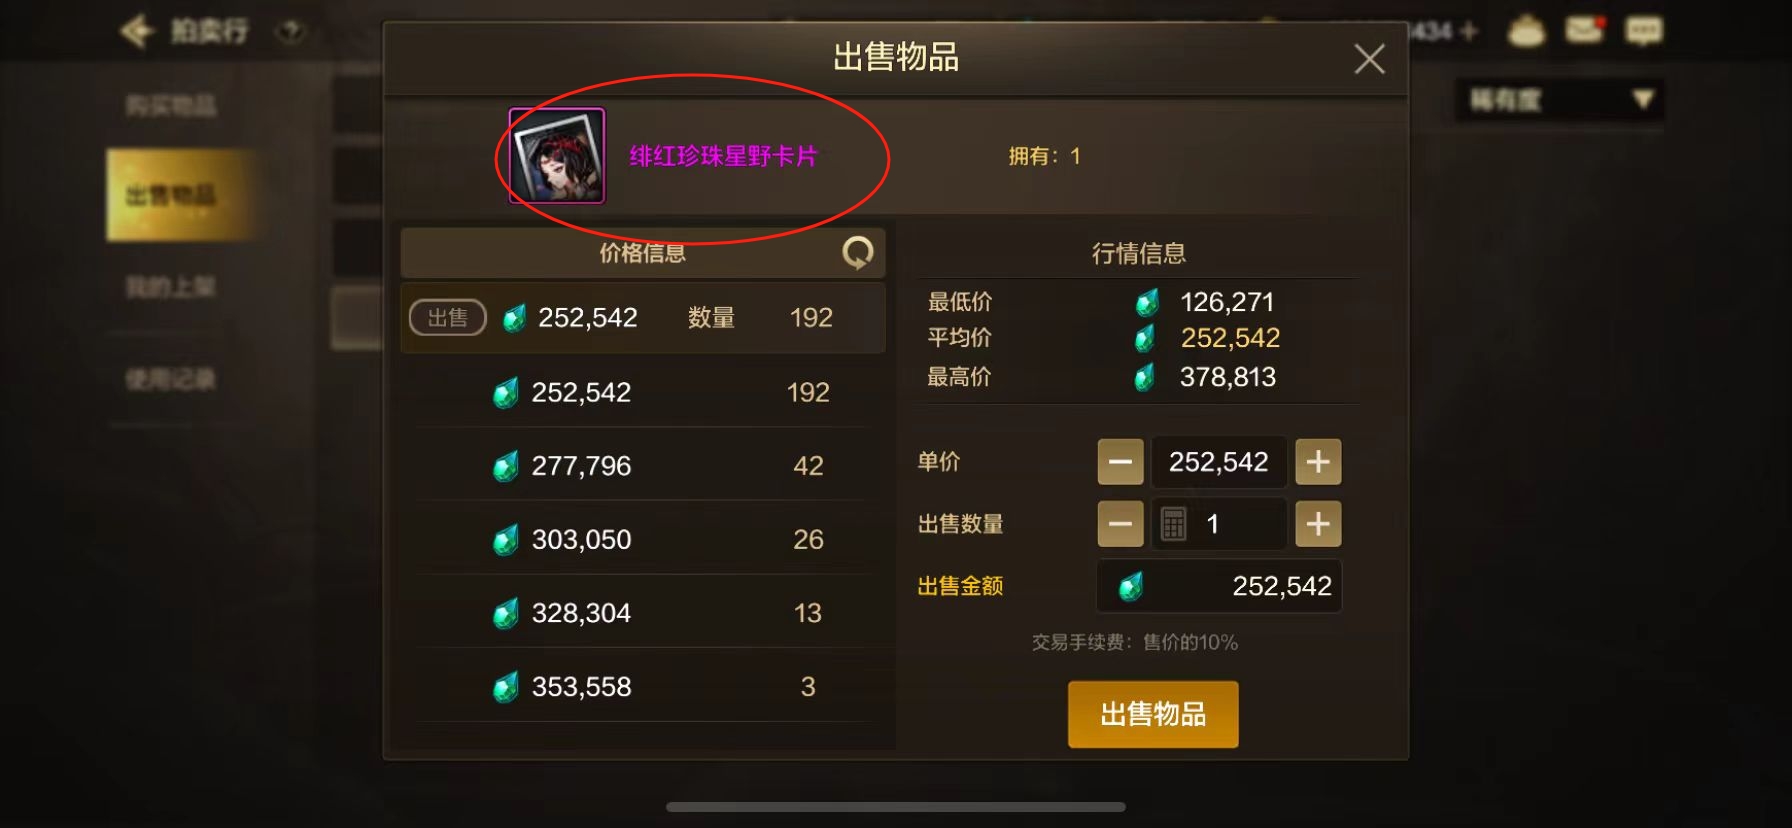 拍卖行 ?
434 +
购买物品
出售物品
我的上架
使用记录
稀有度
出售物品
绯红珍珠星野卡片
拥有：1
价格信息
出售 252,542 数量 192
252,542 192
277,796 42
303,050 26
328,304 13
353,558 3
行情信息
最低价 126,271
平均价 252,542
最高价 378,813
单价 252,542
出售数量 1
出售金额 252,542
交易手续费：售价的10%
出售物品